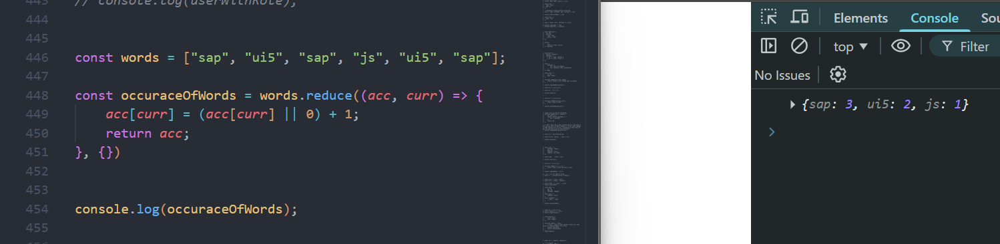 443 // console.log(userWithRole);
444
445
446 const words = ["sap", "ui5", "sap", "js", "ui5", "sap"];
447
448 const occuraceOfWords = words.reduce((acc, curr) => {
449 acc[curr] = (acc[curr] || 0) + 1;
450 return acc;
451 }, {})
452
453
454 console.log(occuraceOfWords);
455
456
Elements Console Sou
top Filter
No Issues
{sap: 3, ui5: 2, js: 1}